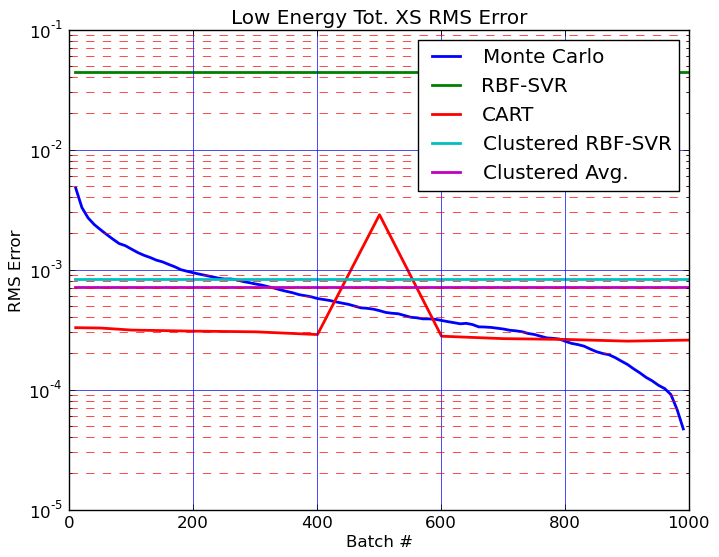 Low Energy Tot. XS RMS Error
10^-1
10^-2
10^-3
10^-4
10^-5
RMS Error
Monte Carlo
RBF-SVR
CART
Clustered RBF-SVR
Clustered Avg.
0 200 400 600 800 1000
Batch #